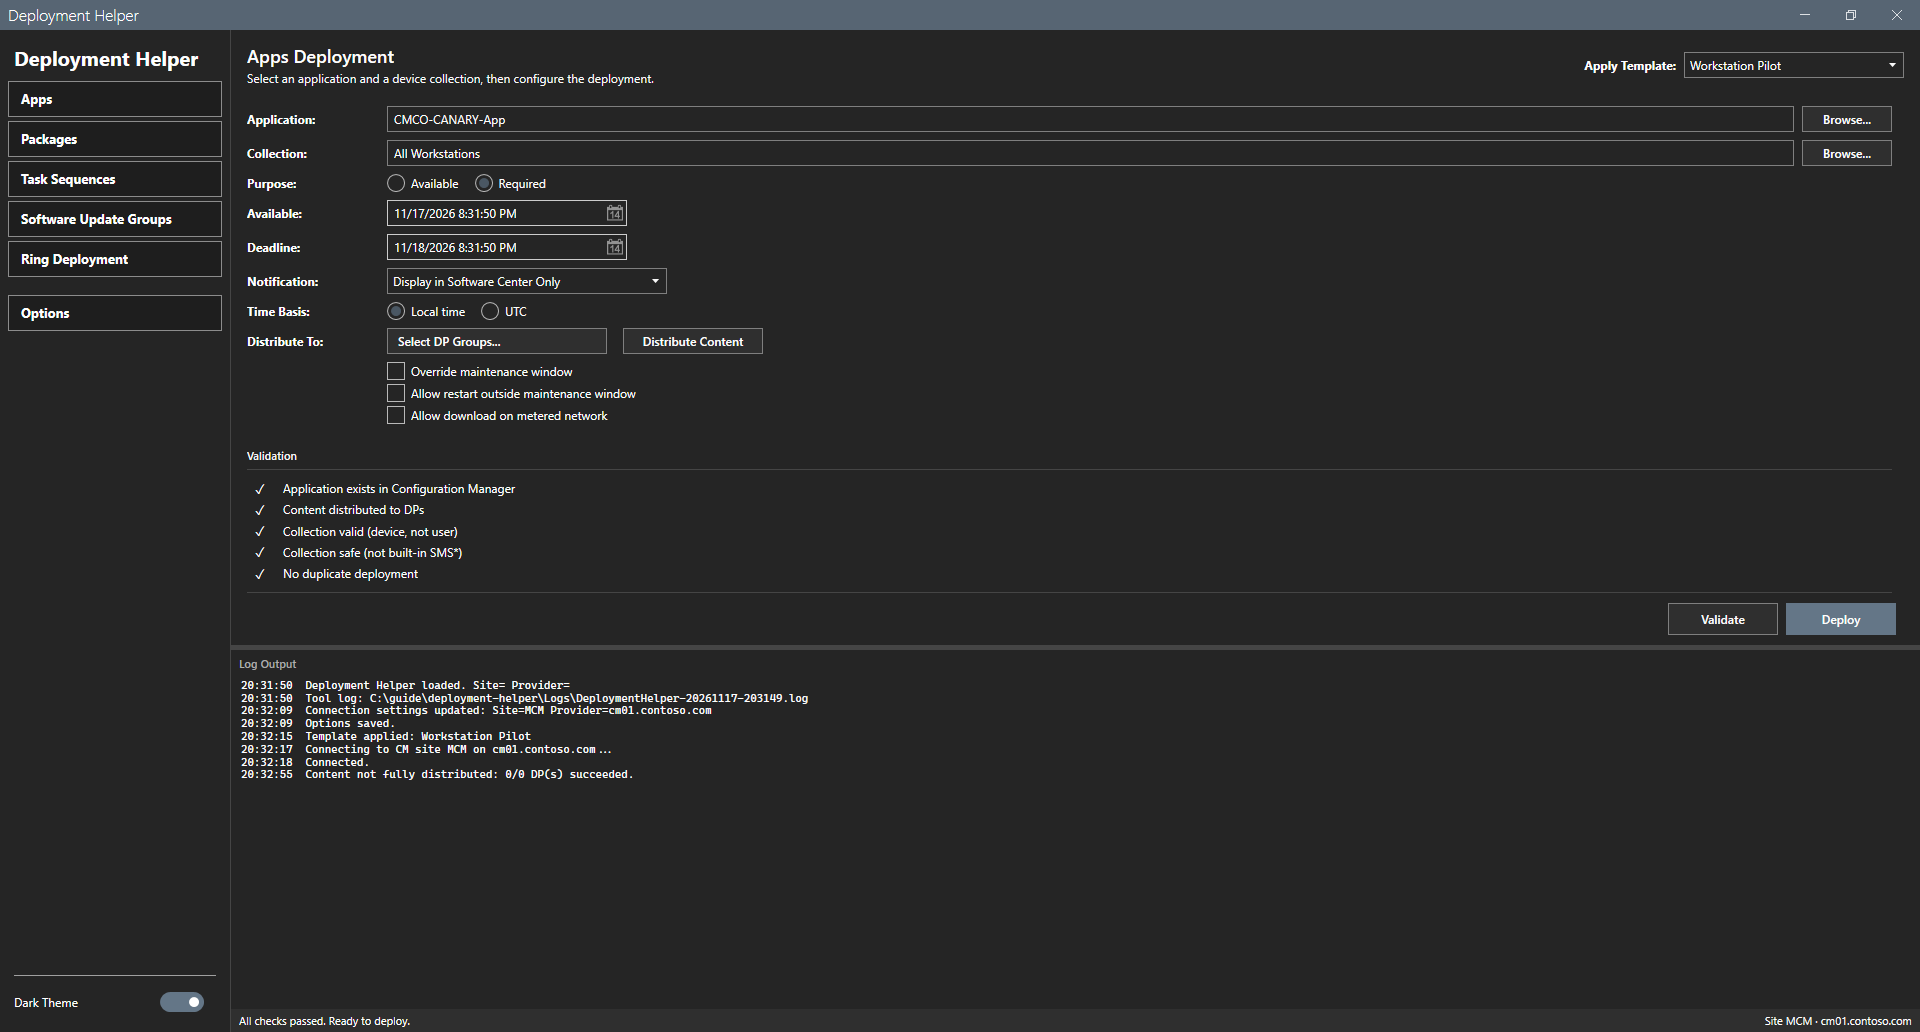 Deployment Helper
Deployment Helper
Apps
Packages
Task Sequences
Software Update Groups
Ring Deployment
Options
Dark Theme
Apps Deployment
Select an application and a device collection, then configure the deployment.
Apply Template: Workstation Pilot
Application: CMCO-CANARY-App Browse...
Collection: All Workstations Browse...
Purpose: Available Required
Available: 11/17/2026 8:31:50 PM 14
Deadline: 11/18/2026 8:31:50 PM 14
Notification: Display in Software Center Only
Time Basis: Local time UTC
Distribute To: Select DP Groups... Distribute Content
Override maintenance window
Allow restart outside maintenance window
Allow download on metered network
Validation
✓ Application exists in Configuration Manager
✓ Content distributed to DPs
✓ Collection valid (device, not user)
✓ Collection safe (not built-in SMS*)
✓ No duplicate deployment
Validate Deploy
Log Output
20:31:50 Deployment Helper loaded. Site= Provider=
20:31:50 Tool log: C:\guide\deployment-helper\Logs\DeploymentHelper-20261117-203149.log
20:32:09 Connection settings updated: Site=MCM Provider=cm01.contoso.com
20:32:09 Options saved.
20:32:15 Template applied: Workstation Pilot
20:32:17 Connecting to CM site MCM on cm01.contoso.com...
20:32:18 Connected.
20:32:55 Content not fully distributed: 0/0 DP(s) succeeded.
All checks passed. Ready to deploy.
Site MCM · cm01.contoso.com